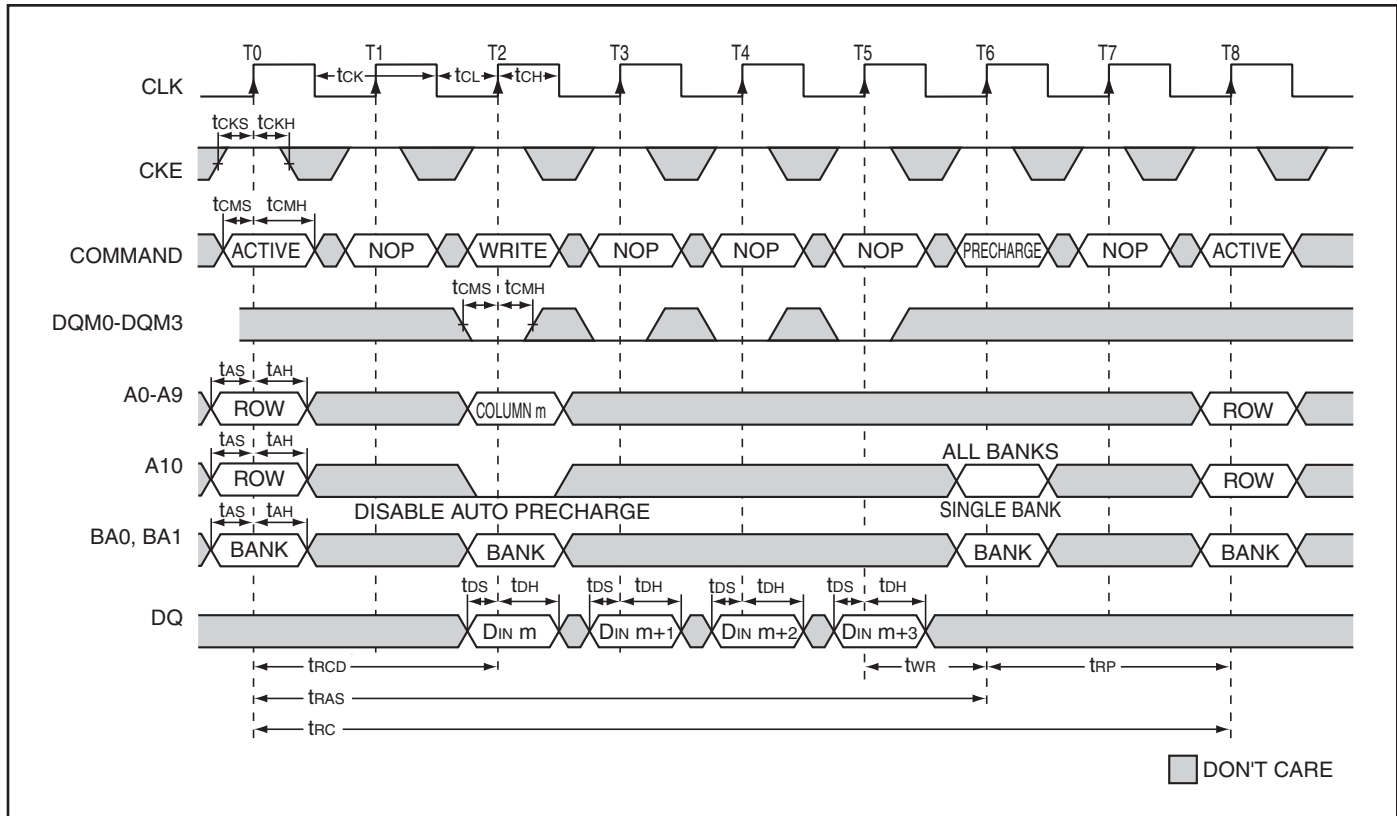 T0 T1 T2 T3 T4 T5 T6 T7 T8
CLK
tCK tCL tCH
tCKS tCKH
CKE
tCMS tCMH
COMMAND
ACTIVE NOP WRITE NOP NOP NOP PRECHARGE NOP ACTIVE
tCMS tCMH
DQM0-DQM3
tAS tAH
A0-A9
ROW COLUMN m ROW
tAS tAH
A10
ROW ALL BANKS ROW
DISABLE AUTO PRECHARGE SINGLE BANK
tAS tAH
BA0, BA1
BANK BANK BANK BANK
tDS tDH tDS tDH tDS tDH tDS tDH
DQ
DIN m DIN m+1 DIN m+2 DIN m+3
tRCD tWR tRP
tRAS
tRC
DON'T CARE